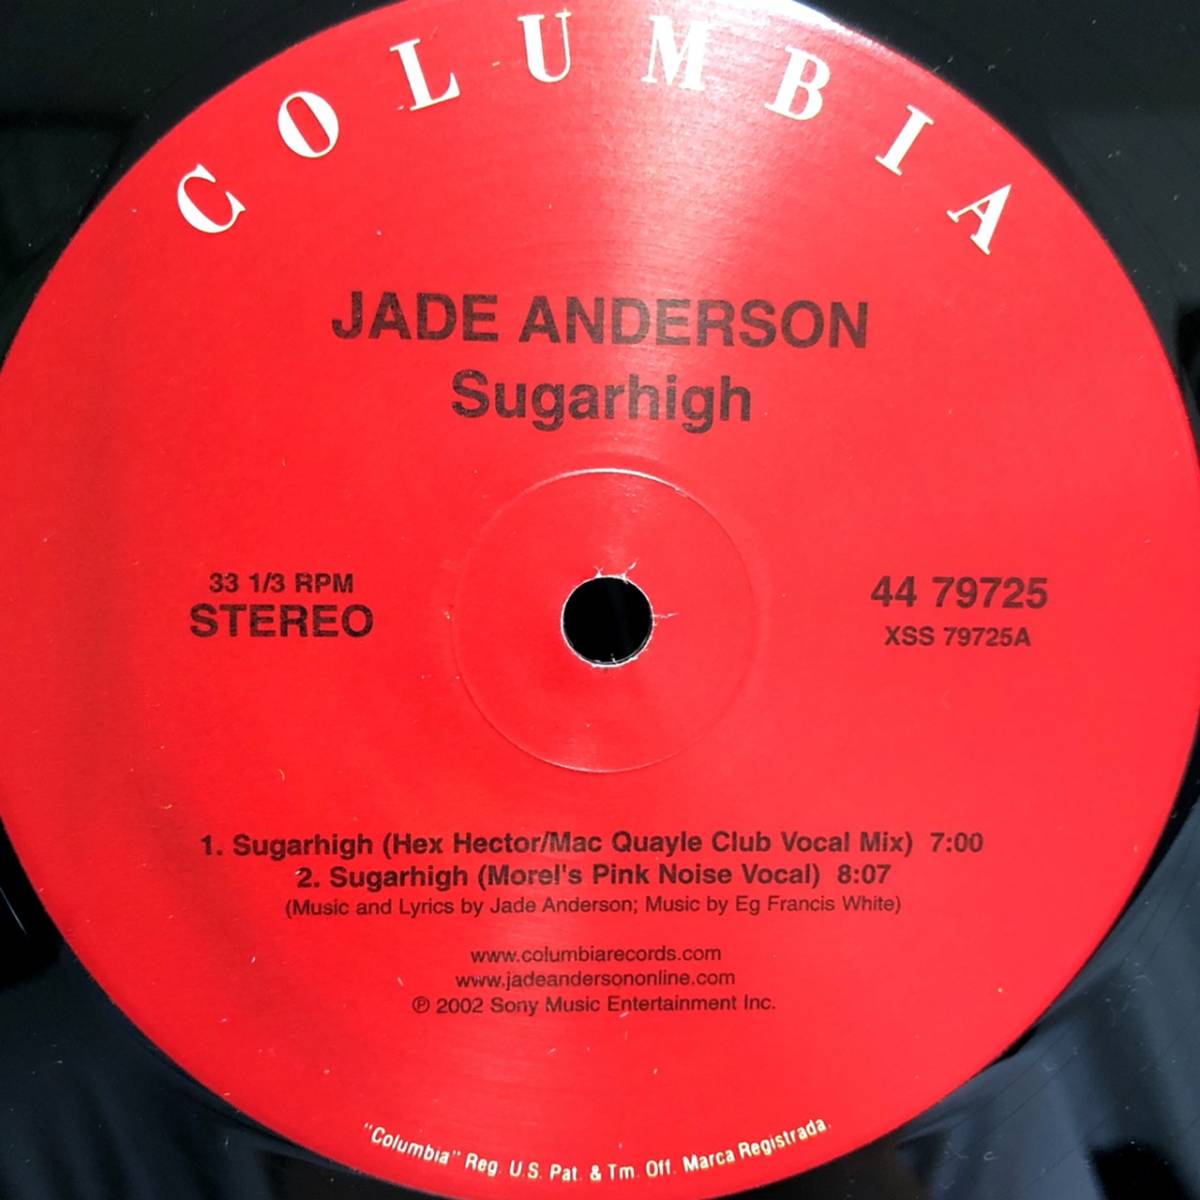 COLUMBIA
JADE ANDERSON
Sugarhigh
33 1/3 RPM
STEREO
44 79725
XSS 79725A
1. Sugarhigh (Hex Hector/Mac Quayle Club Vocal Mix) 7:00
2. Sugarhigh (Morel's Pink Noise Vocal) 8:07
(Music and Lyrics by Jade Anderson; Music by Eg Francis White)
www.columbiarecords.com
www.jadeandersononline.com
℗ 2002 Sony Music Entertainment Inc.
"Columbia" Reg. U.S. Pat. & Tm. Off. Marca Registrada.